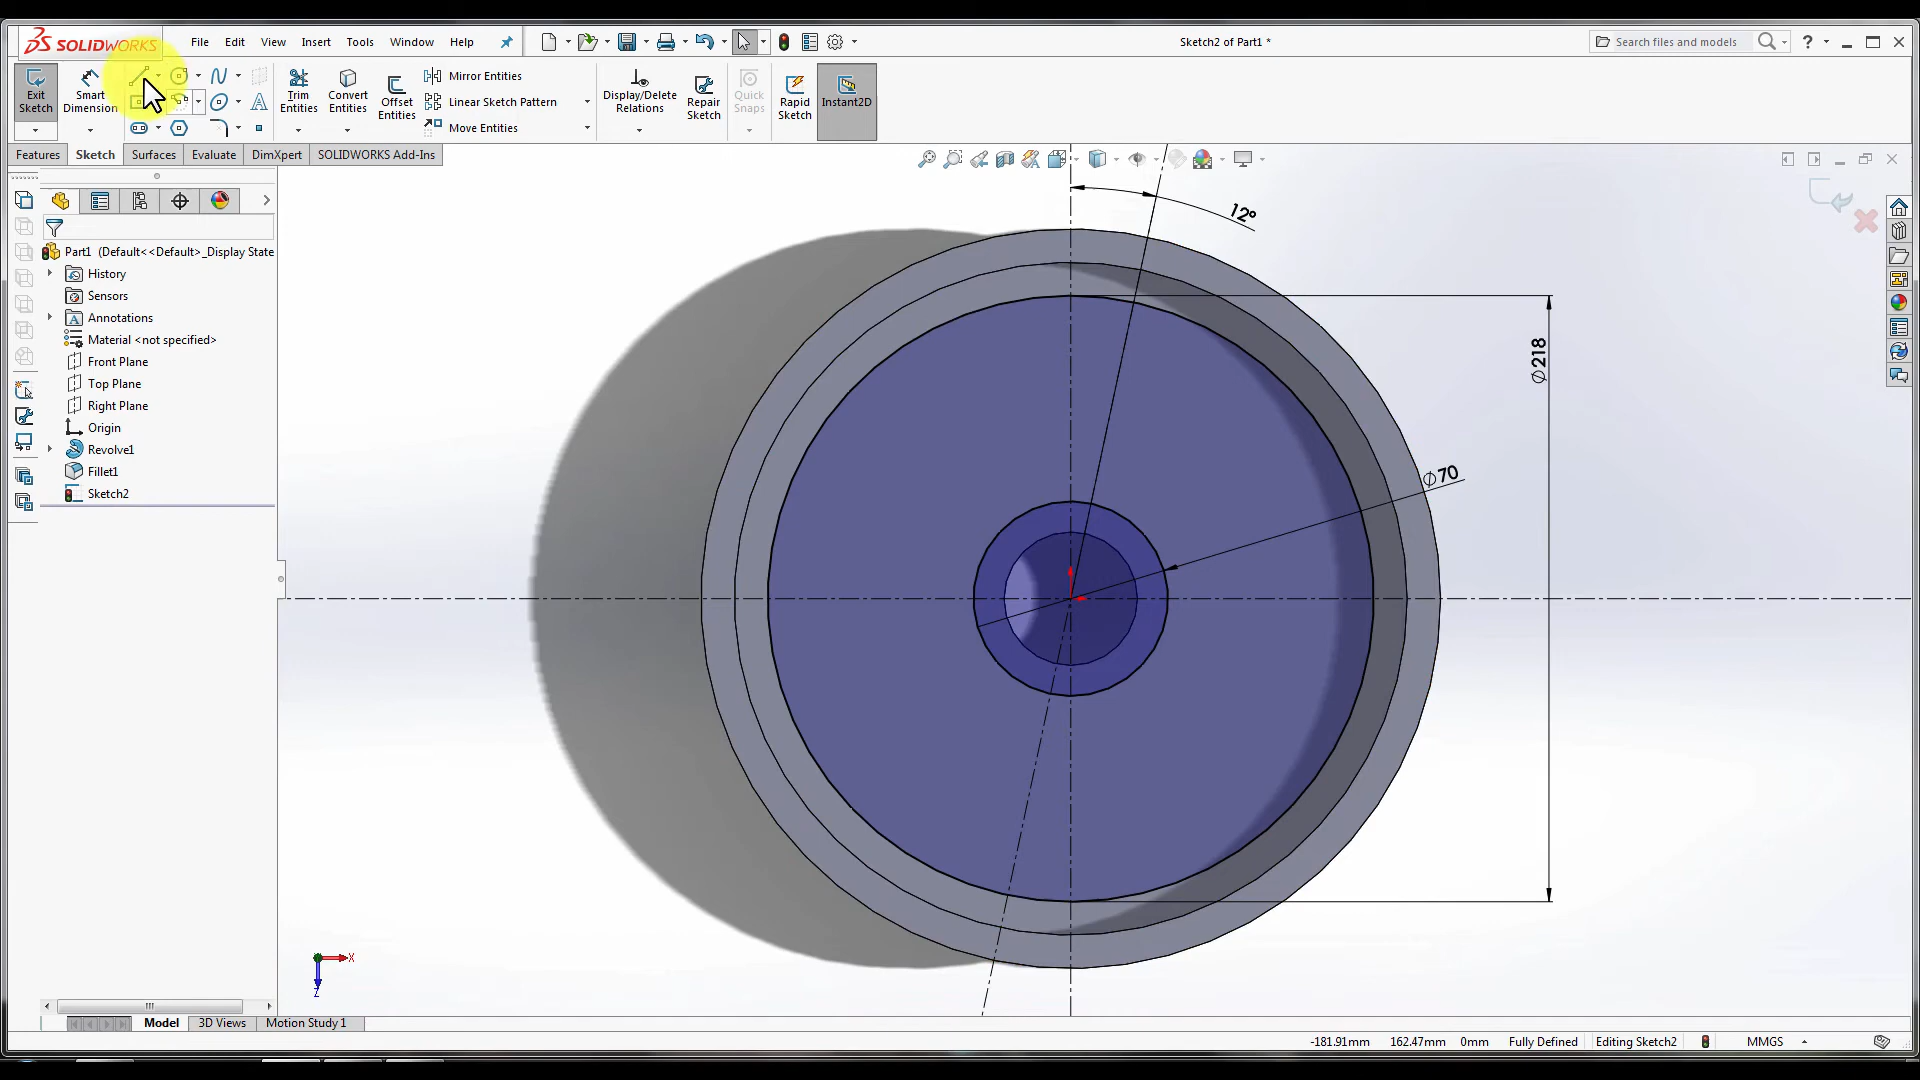 SOLIDWORKS
File Edit View Insert Tools Window Help
Sketch2 of Part1 *
Search files and models
?
Exit Sketch
Smart Dimension
Trim Entities
Convert Entities
Offset Entities
Mirror Entities
Linear Sketch Pattern
Move Entities
Display/Delete Relations
Repair Sketch
Quick Snaps
Rapid Sketch
Instant2D
Features Sketch Surfaces Evaluate DimXpert SOLIDWORKS Add-Ins
Part1 (Default<<Default>_Display State
History
Sensors
Annotations
Material <not specified>
Front Plane
Top Plane
Right Plane
Origin
Revolve1
Fillet1
Sketch2
12°
∅218
∅70
X
Z
Model 3D Views Motion Study 1
-181.91mm 162.47mm 0mm Fully Defined Editing Sketch2 MMGS